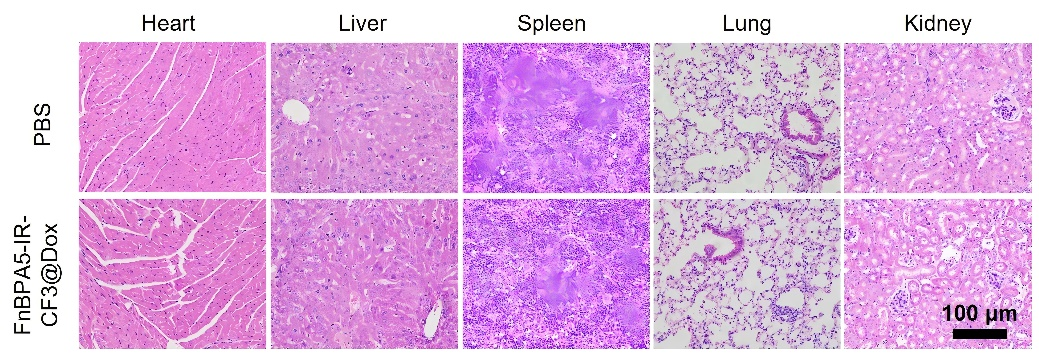 Heart Liver Spleen Lung Kidney
PBS
FnBPA5-IR-
CF3@Dox
100 μm